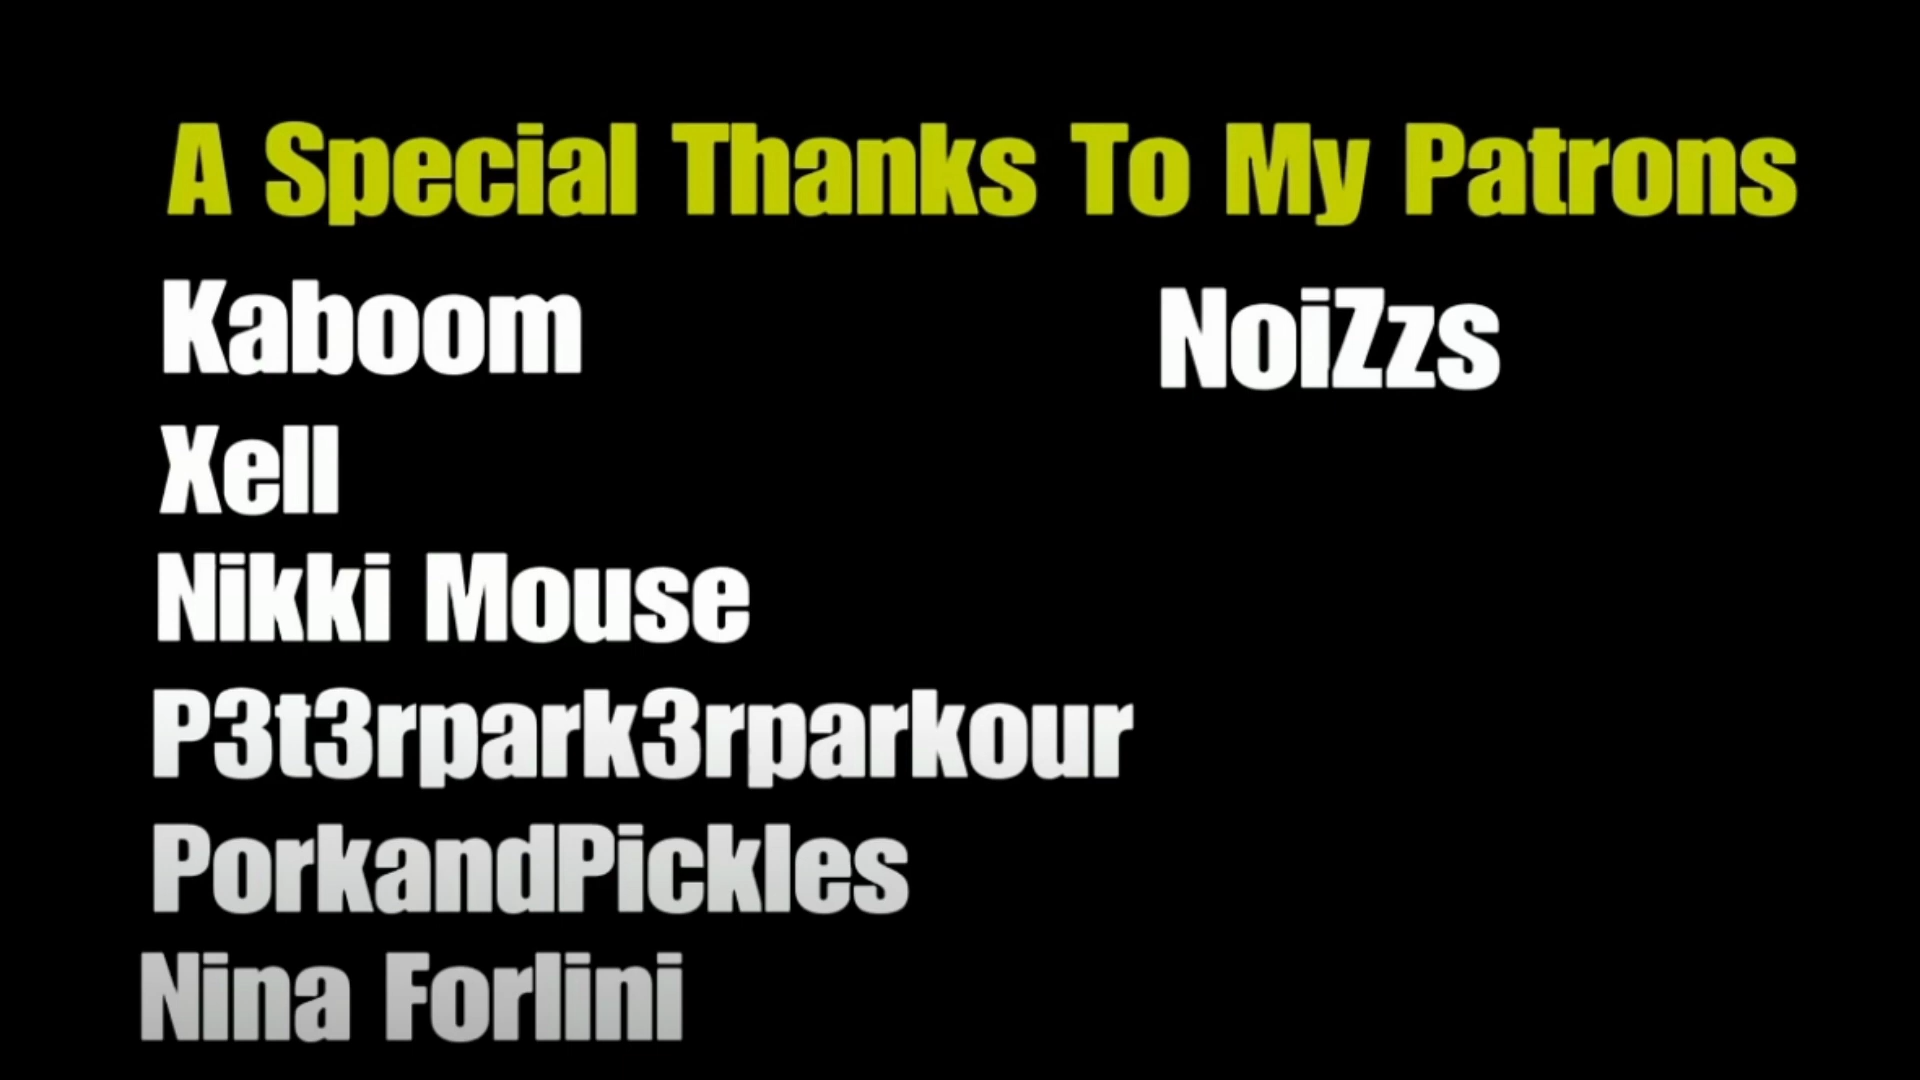 A Special Thanks To My Patrons
Kaboom
NoiZzs
Xell
Nikki Mouse
P3t3rpark3rparkour
PorkandPickles
Nina Forlini